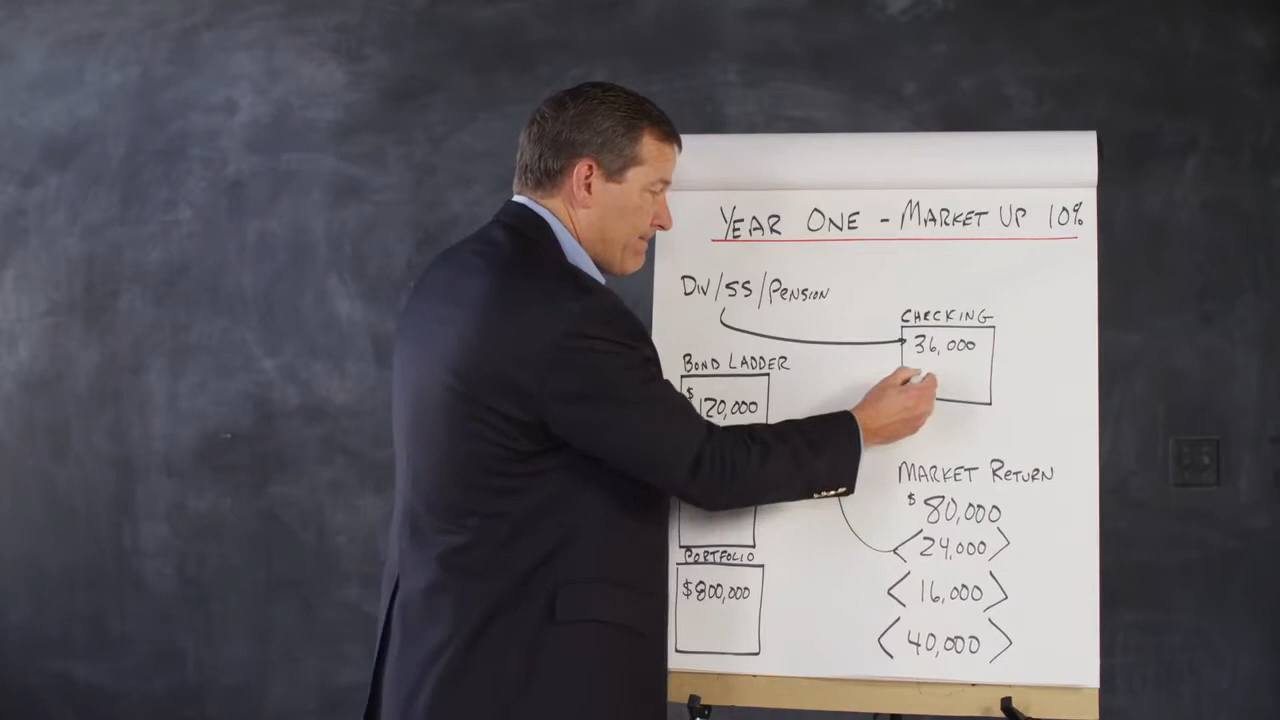 YEAR ONE - MARKET UP 10%
DIV/SS/PENSION
CHECKING
36,000
BOND LADDER
$120,000
MARKET RETURN
$80,000
<24,000>
PORTFOLIO
$800,000
<16,000>
<40,000>